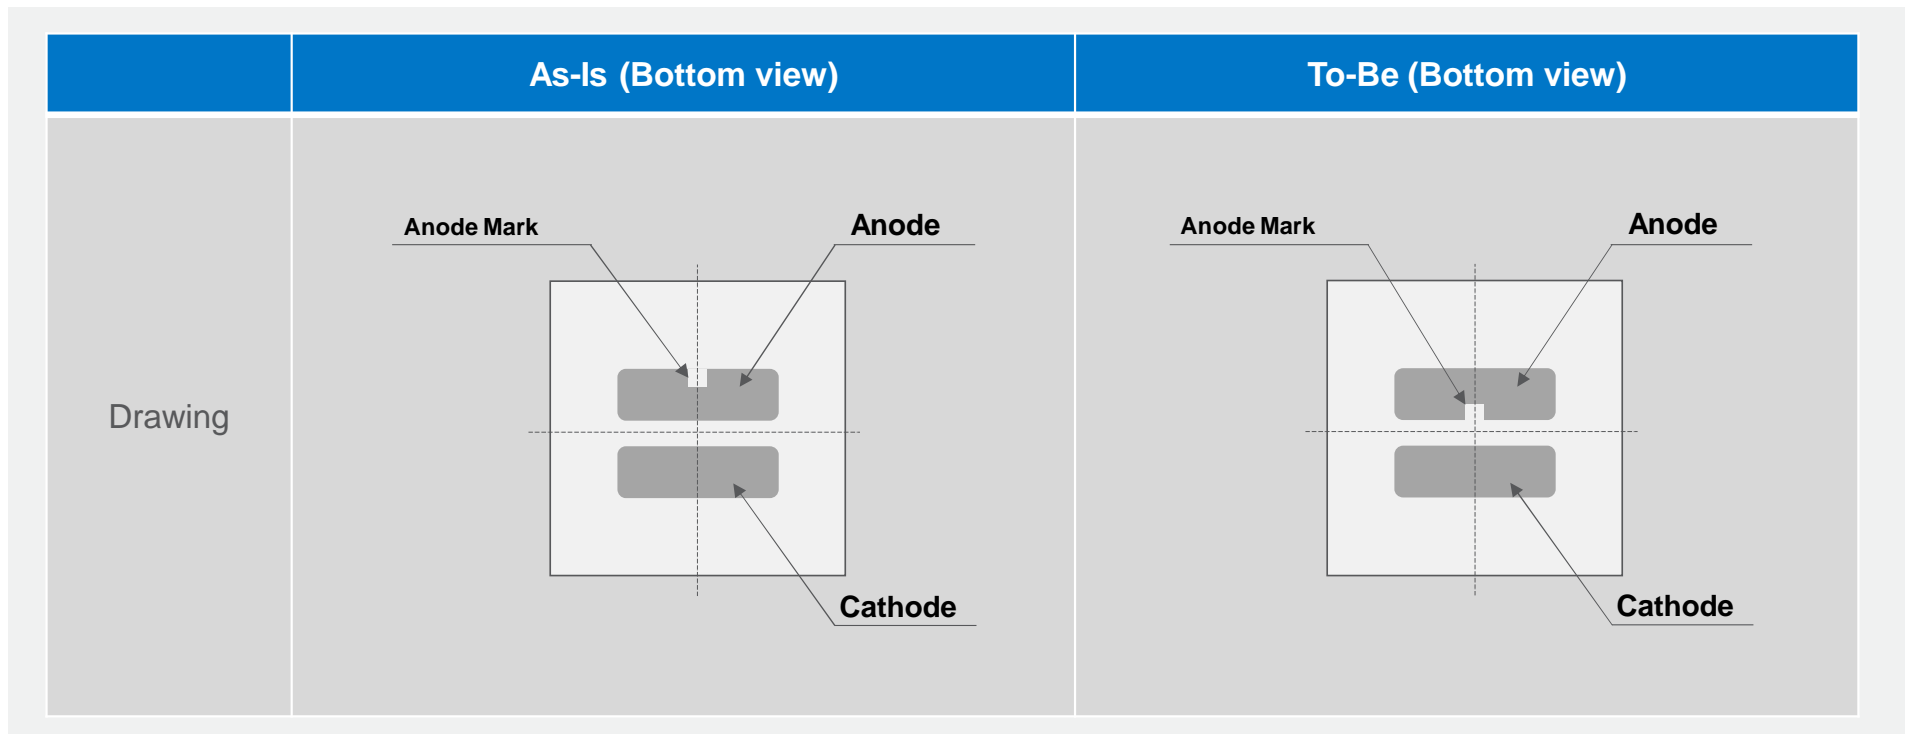 As-Is (Bottom view)
To-Be (Bottom view)
Drawing
Anode Mark
Anode
Cathode
Anode Mark
Anode
Cathode